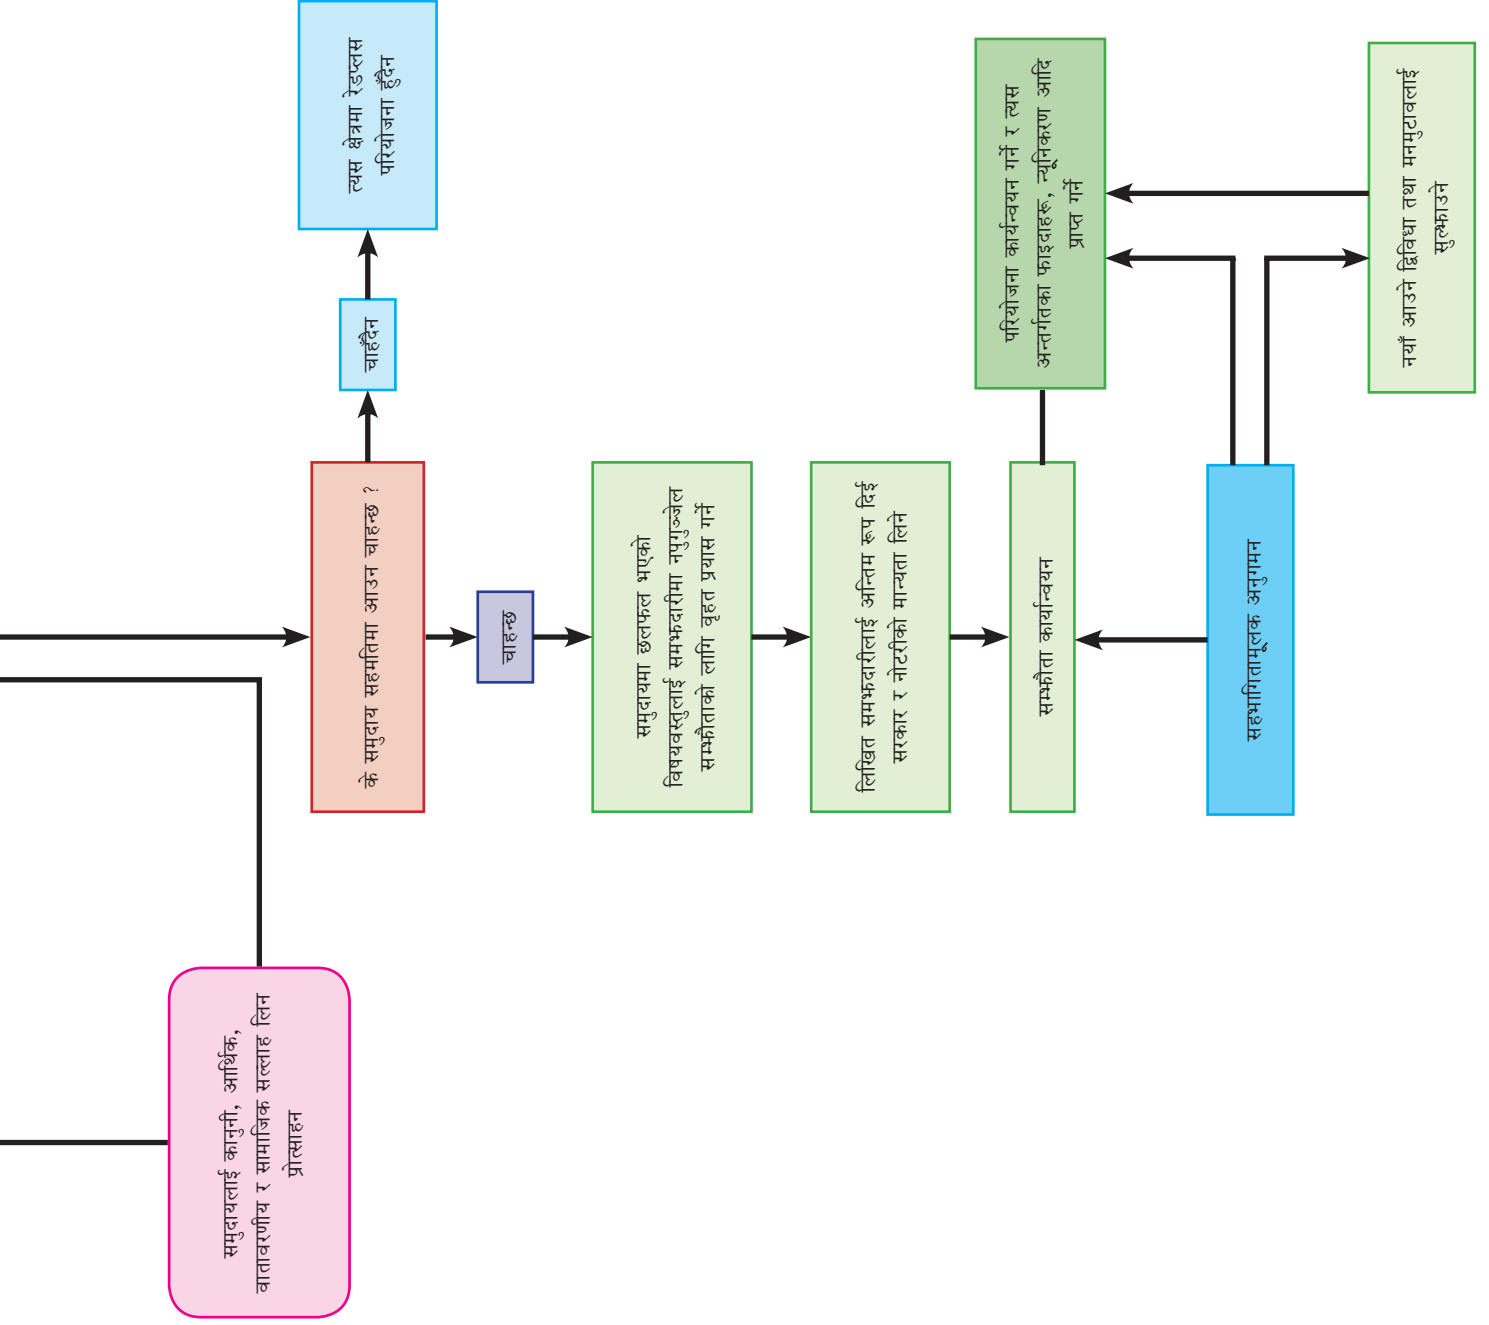 त्यस क्षेत्रमा रेडप्लस
परियोजना हुँदैन
चाहँदैन
के समुदाय सहमतिमा आउन चाहन्छ ?
चाहन्छ
समुदायमा छलफल भएको
विषयवस्तुलाई समझदारीमा नपुगुञ्जेल
सम्झौताको लागि वृहत प्रयास गर्ने
लिखित समझदारीलाई अन्तिम रूप दिई
सरकार र नोटरीको मान्यता लिने
सम्झौता कार्यान्वयन
परियोजना कार्यन्वयन गर्ने र त्यस
अन्तर्गतका फाइदाहरू, न्यूनिकरण आदि
प्राप्त गर्ने
सहभागितामूलक अनुगमन
नयाँ आउने द्विविधा तथा मनमुटावलाई
सुल्झाउने
समुदायलाई कानुनी, आर्थिक,
वातावरणीय र सामाजिक सल्लाह लिन
प्रोत्साहन